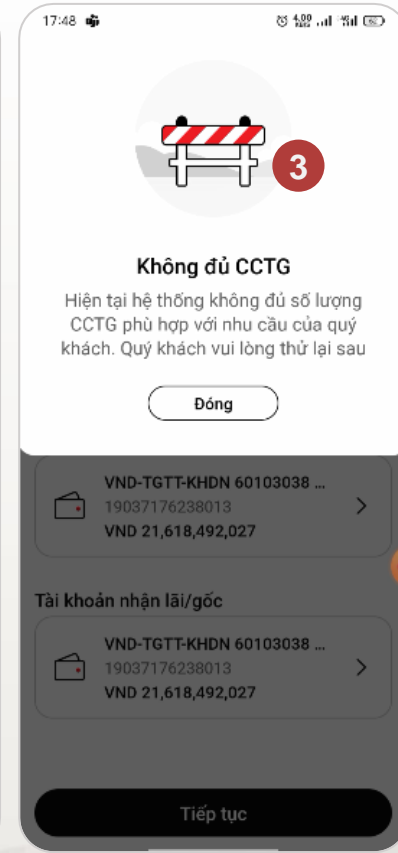 17:48
3
Không đủ CCTG
Hiện tại hệ thống không đủ số lượng
CCTG phù hợp với nhu cầu của quý
khách. Quý khách vui lòng thử lại sau
Đóng
VND-TGTT-KHDN 60103038 ...
19037176238013
VND 21,618,492,027
Tài khoản nhận lãi/gốc
VND-TGTT-KHDN 60103038 ...
19037176238013
VND 21,618,492,027
Tiếp tục